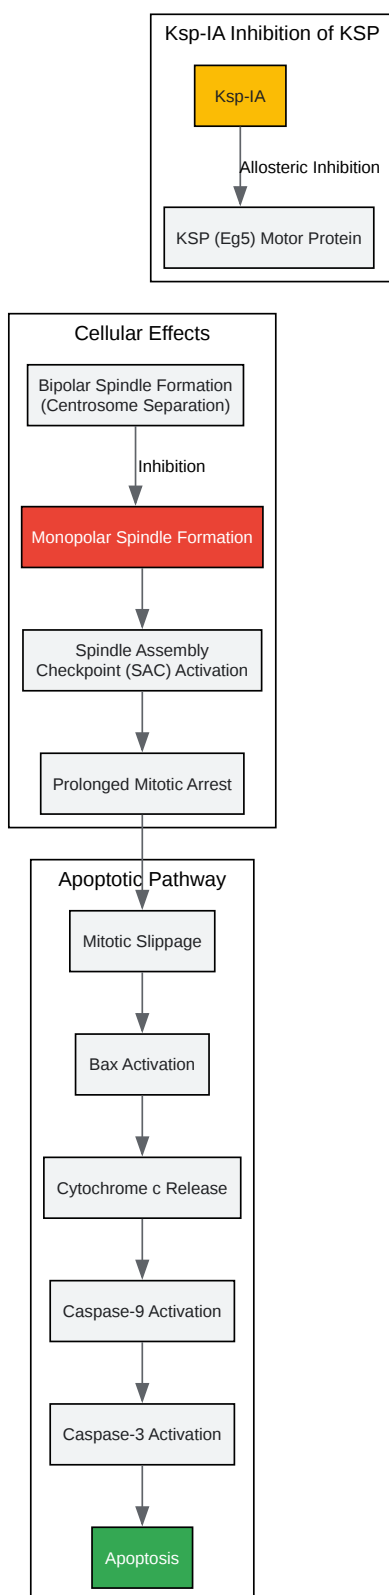 Ksp-IA Inhibition of KSP
Ksp-IA
Allosteric Inhibition
KSP (Eg5) Motor Protein
Cellular Effects
Bipolar Spindle Formation
(Centrosome Separation)
Inhibition
Monopolar Spindle Formation
Spindle Assembly
Checkpoint (SAC) Activation
Prolonged Mitotic Arrest
Apoptotic Pathway
Mitotic Slippage
Bax Activation
Cytochrome c Release
Caspase-9 Activation
Caspase-3 Activation
Apoptosis